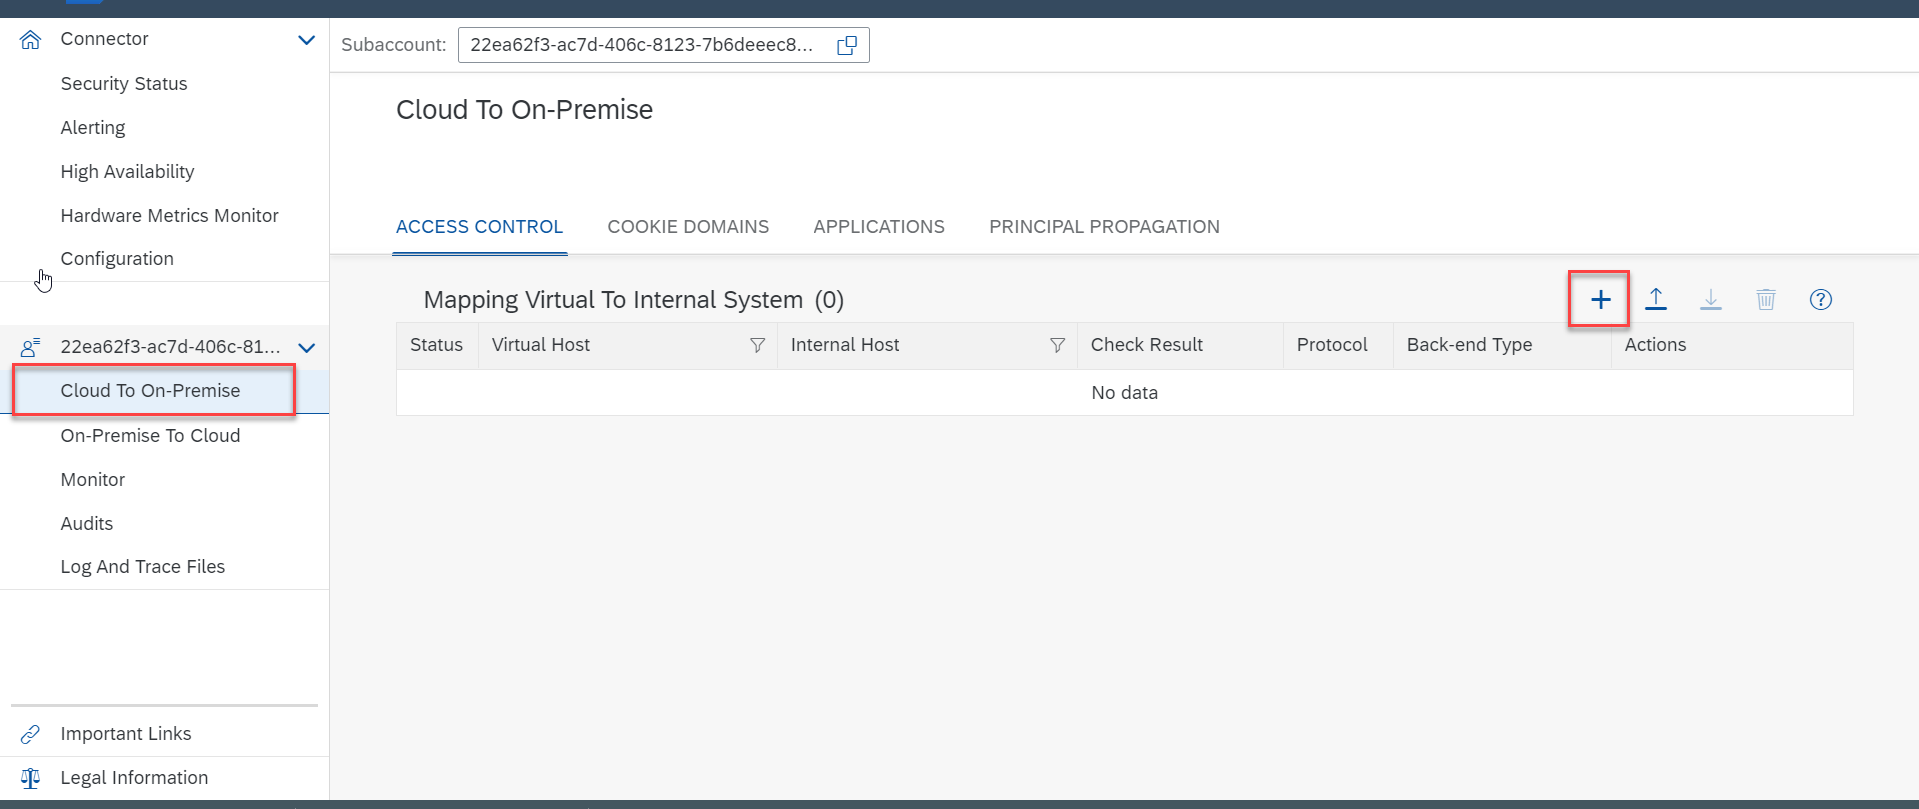 Connector
Security Status
Alerting
High Availability
Hardware Metrics Monitor
Configuration
22ea62f3-ac7d-406c-81...
Cloud To On-Premise
On-Premise To Cloud
Monitor
Audits
Log And Trace Files
Important Links
Legal Information
Subaccount: 22ea62f3-ac7d-406c-8123-7b6deeec8...
Cloud To On-Premise
ACCESS CONTROL COOKIE DOMAINS APPLICATIONS PRINCIPAL PROPAGATION
Mapping Virtual To Internal System (0)
Status Virtual Host Internal Host Check Result Protocol Back-end Type Actions
No data